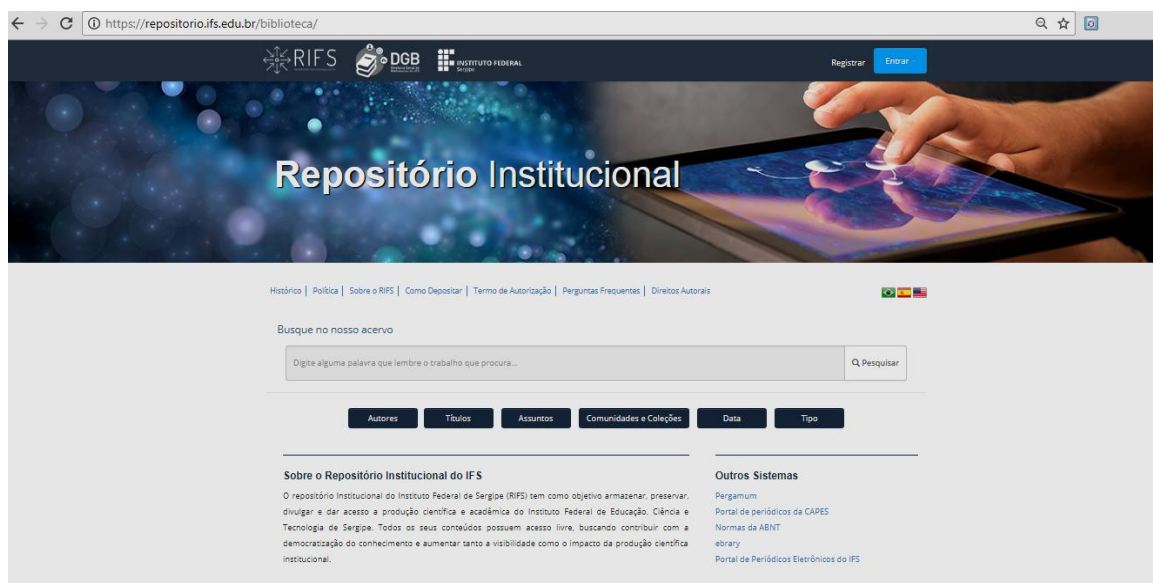 https://repositorio.ifs.edu.br/biblioteca/
RIFS DGB INSTITUTO FEDERAL
Sergipe
Registrar Entrar
Repositório Institucional
Histórico | Política | Sobre o RIFS | Como Depositar | Termo de Autorização | Perguntas Frequentes | Direitos Autorais
Busque no nosso acervo
Digite alguma palavra que lembre o trabalho que procura...
Pesquisar
Autores Títulos Assuntos Comunidades e Coleções Data Tipo
Sobre o Repositório Institucional do IFS
O repositório Institucional do Instituto Federal de Sergipe (RIFS) tem como objetivo armazenar, preservar,
divulgar e dar acesso a produção científica e acadêmica do Instituto Federal de Educação, Ciência e
Tecnologia de Sergipe. Todos os seus conteúdos possuem acesso livre, buscando contribuir com a
democratização do conhecimento e aumentar tanto a visibilidade como o impacto da produção científica
institucional.
Outros Sistemas
Pergamum
Portal de periódicos da CAPES
Normas da ABNT
ebrary
Portal de Periódicos Eletrônicos do IFS